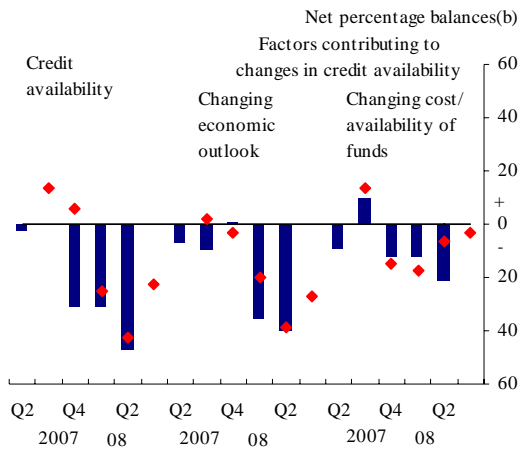 Net percentage balances(b)
Factors contributing to
changes in credit availability
Credit
availability
Changing
economic
outlook
Changing cost/
availability of
funds
60
40
20
+
0
-
20
40
60
Q2 Q4 Q2 Q2 Q4 Q2 Q2 Q4 Q2
2007 08 2007 08 2007 08